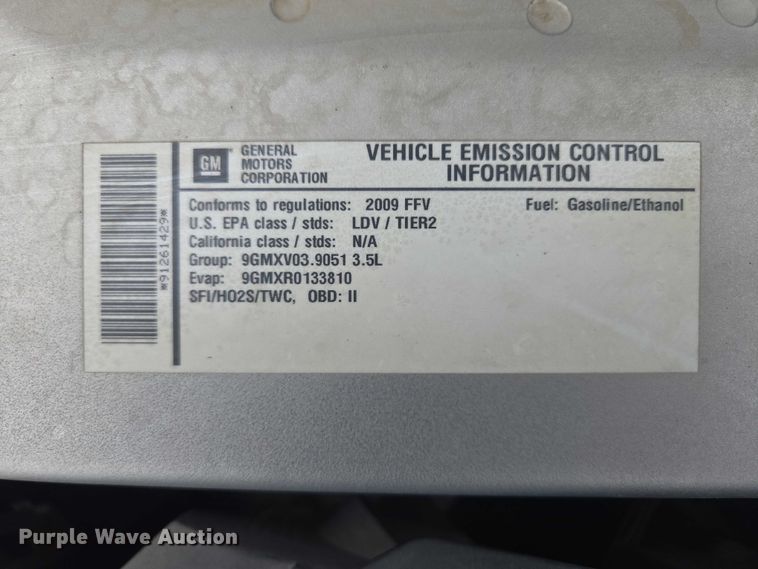 GM
GENERAL
MOTORS
CORPORATION
VEHICLE EMISSION CONTROL
INFORMATION
Conforms to regulations: 2009 FFV Fuel: Gasoline/Ethanol
U.S. EPA class / stds: LDV / TIER2
California class / stds: N/A
Group: 9GMXV03.9051 3.5L
Evap: 9GMXR0133810
SFI/HO2S/TWC, OBD: II
*91261429*
Purple Wave Auction